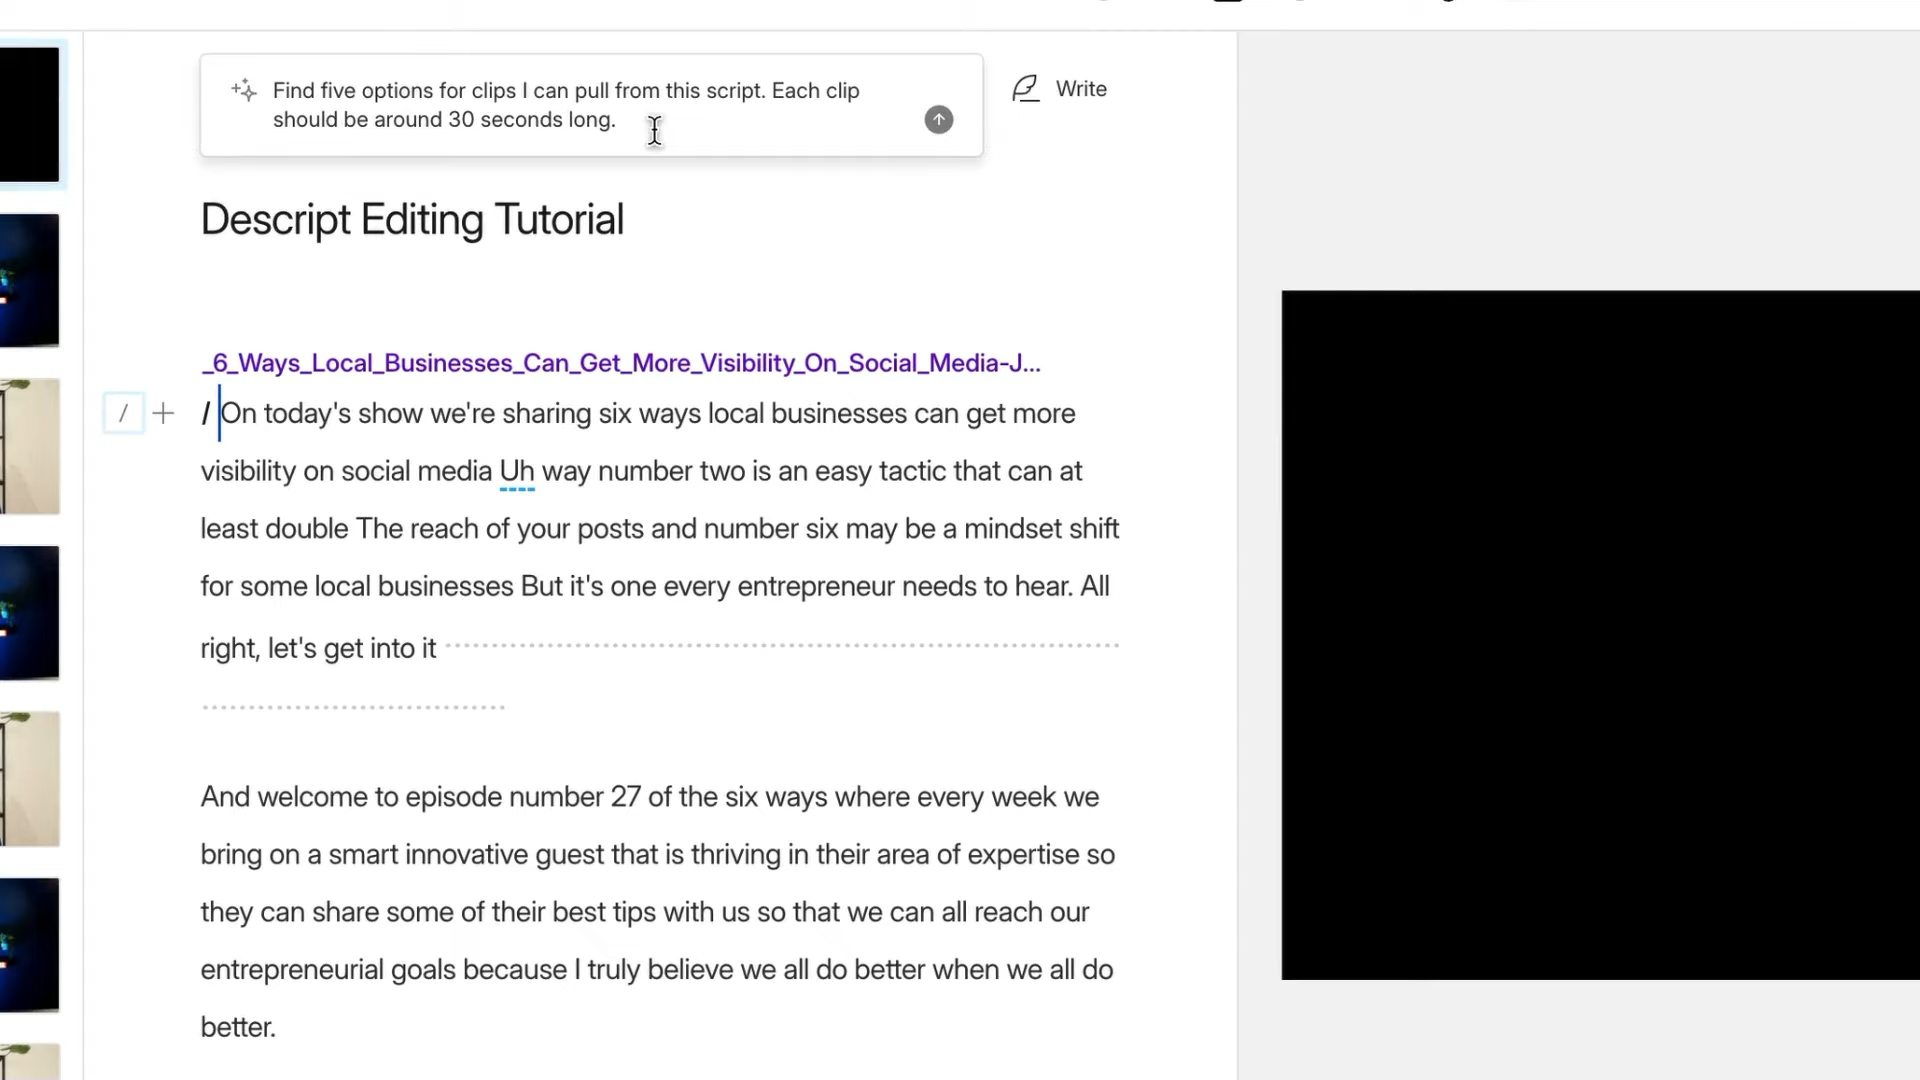 Find five options for clips I can pull from this script. Each clip
should be around 30 seconds long.
Write
Descript Editing Tutorial
_6_Ways_Local_Businesses_Can_Get_More_Visibility_On_Social_Media-J...
/ + / On today's show we're sharing six ways local businesses can get more
visibility on social media Uh way number two is an easy tactic that can at
least double The reach of your posts and number six may be a mindset shift
for some local businesses But it's one every entrepreneur needs to hear. All
right, let's get into it
And welcome to episode number 27 of the six ways where every week we
bring on a smart innovative guest that is thriving in their area of expertise so
they can share some of their best tips with us so that we can all reach our
entrepreneurial goals because I truly believe we all do better when we all do
better.